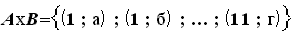 AxB={(1 ; а) ; (1 ; б) ; … ; (11 ; г)}